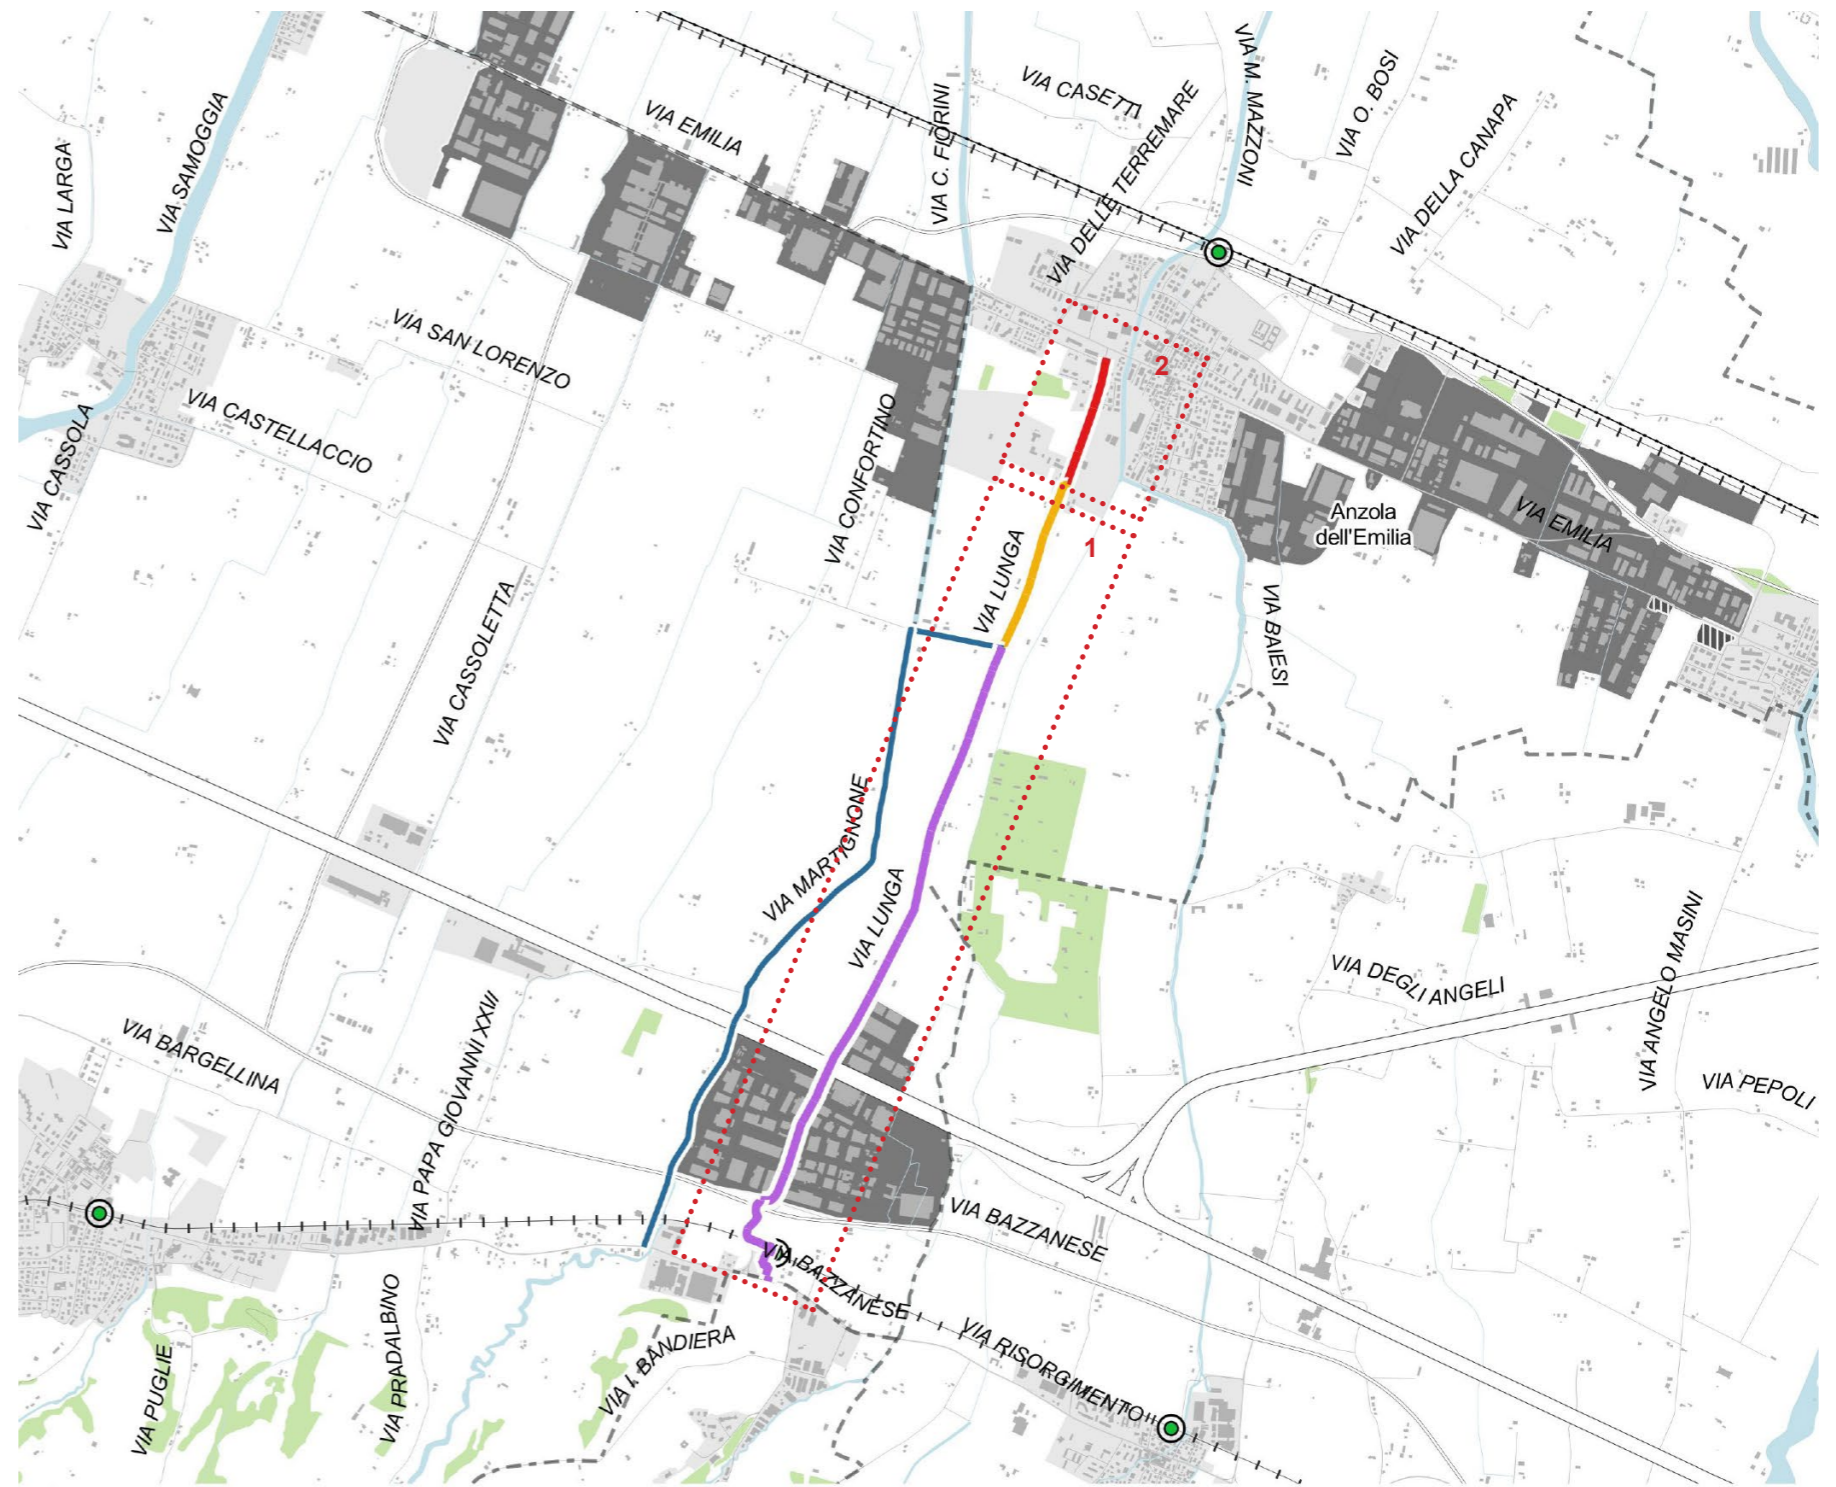 VIA LARGA
VIA SAMOGGIA
VIA EMILIA
VIA C. FIORINI
VIA CASETTI
VIA DELLE TERREMARE
VIA M. MAZZONI
VIA O. BOSI
VIA DELLA CANAPA
VIA SAN LORENZO
VIA CASTELLACCIO
VIA CASSOLA
VIA CONFORTINO
2
Anzola
dell'Emilia
VIA EMILIA
1
VIA LUNGA
VIA BAIESI
VIA CASSOLETTA
VIA MARTIGNONE
VIA LUNGA
VIA DEGLI ANGELI
VIA ANGELO MASINI
VIA PEPOLI
VIA BARGELLINA
VIA PAPA GIOVANNI XXIII
VIA BAZZANESE
VIA BAZZANESE
VIA RISORGIMENTO
VIA I. BANDIERA
VIA PRADALBINO
VIA PUGLIE